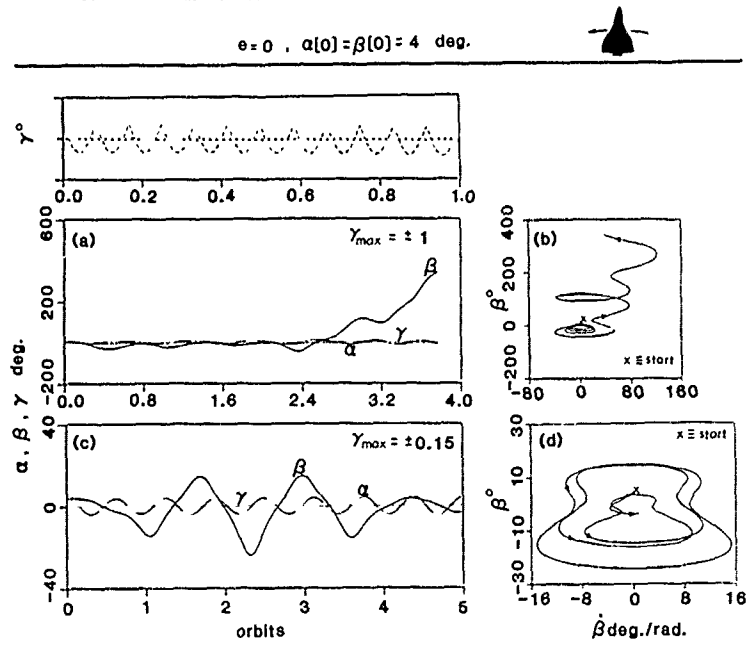 e = 0 , α[0] = β[0] = 4 deg.
γ°
0.0 0.2 0.4 0.6 0.8 1.0
(a)
γmax = ± 1
β
γ
α
600
200
-200
-0.0 0.8 1.6 2.4 3.2 4.0
(b)
400
200
0
-200
β°
x
x ≡ start
-80 0 80 160
α , β , γ deg.
(c)
γmax = ±0.15
β
γ
α
40
0
-40
0 1 2 3 4 5
orbits
(d)
x ≡ start
x
30
10
-10
-30
β°
-16 -8 0 8 16
β̇ deg./rad.